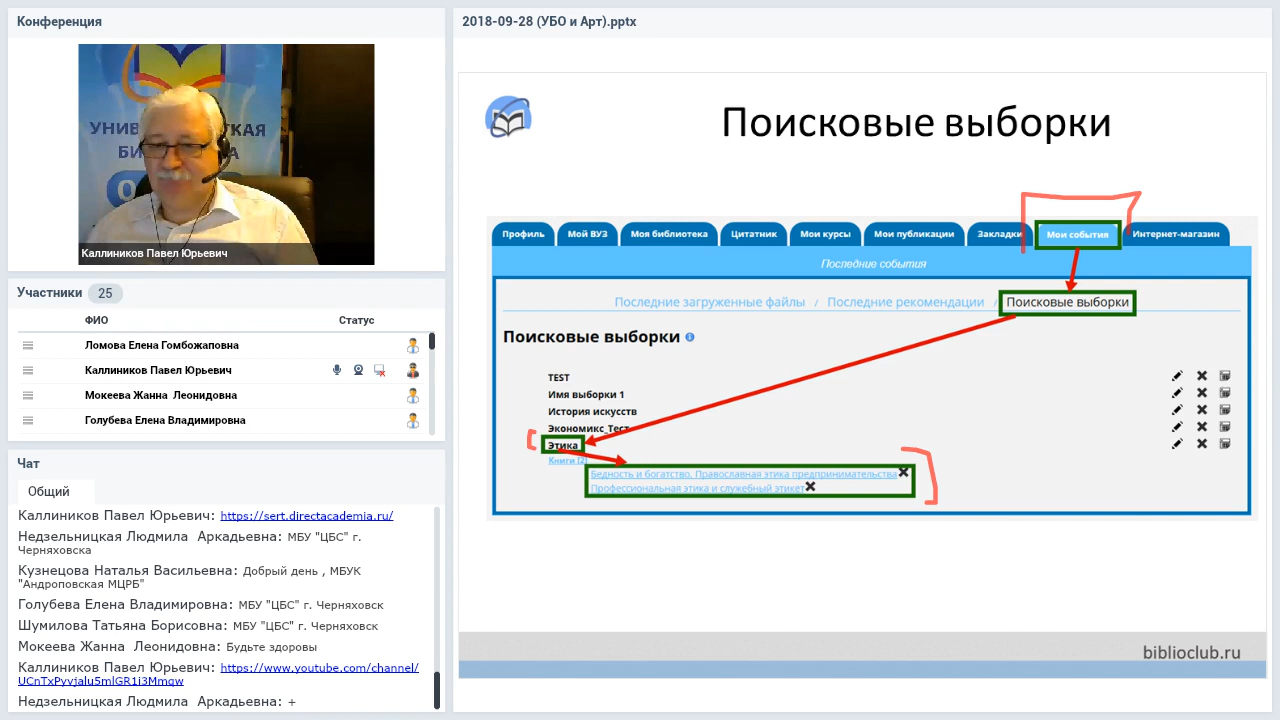 Конференция
УНИВ
ТСКАЯ
БИ
КА
Каллиников Павел Юрьевич
Участники 25
ФИО Статус
Ломова Елена Гомбожаповна
Каллиников Павел Юрьевич
Мокеева Жанна Леонидовна
Голубева Елена Владимировна
Чат
Общий
Каллиников Павел Юрьевич: https://sert.directacademia.ru/
Недзельницкая Людмила Аркадьевна: МБУ "ЦБС" г.
Черняховска
Кузнецова Наталья Васильевна: Добрый день , МБУК
"Андроповская МЦРБ"
Голубева Елена Владимировна: МБУ "ЦБС" г. Черняховск
Шумилова Татьяна Борисовна: МБУ "ЦБС" г. Черняховск
Мокеева Жанна Леонидовна: Будьте здоровы
Каллиников Павел Юрьевич: https://www.youtube.com/channel/
UCnTxPyvjalu5mlGR1i3Mmqw
Недзельницкая Людмила Аркадьевна: +
2018-09-28 (УБО и Арт).pptx
Поисковые выборки
Профиль Мой ВУЗ Моя библиотека Цитатник Мои курсы Мои публикации Закладки Мои события Интернет-магазин
Последние события
Последние загруженные файлы / Последние рекомендации / Поисковые выборки
Поисковые выборки
TEST
Имя выборки 1
История искусств
Экономикс_Тест
Этика
Книги (2)
Бедность и богатство. Православная этика предпринимательства
Профессиональная этика и служебный этикет
biblioclub.ru